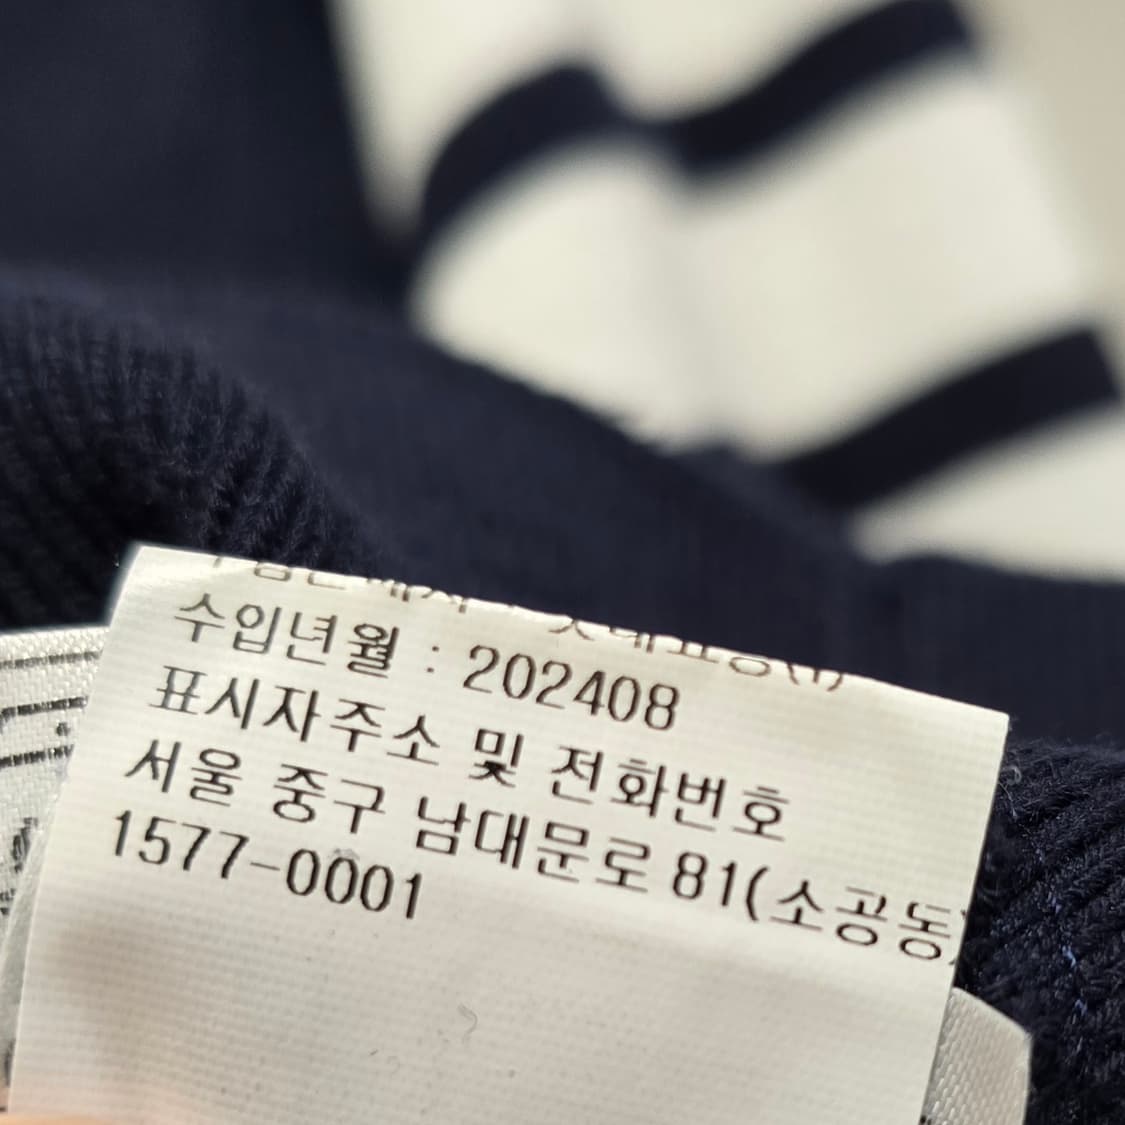 수입년월 : 202408
표시자주소 및 전화번호
서울 중구 남대문로 81(소공동)
1577-0001